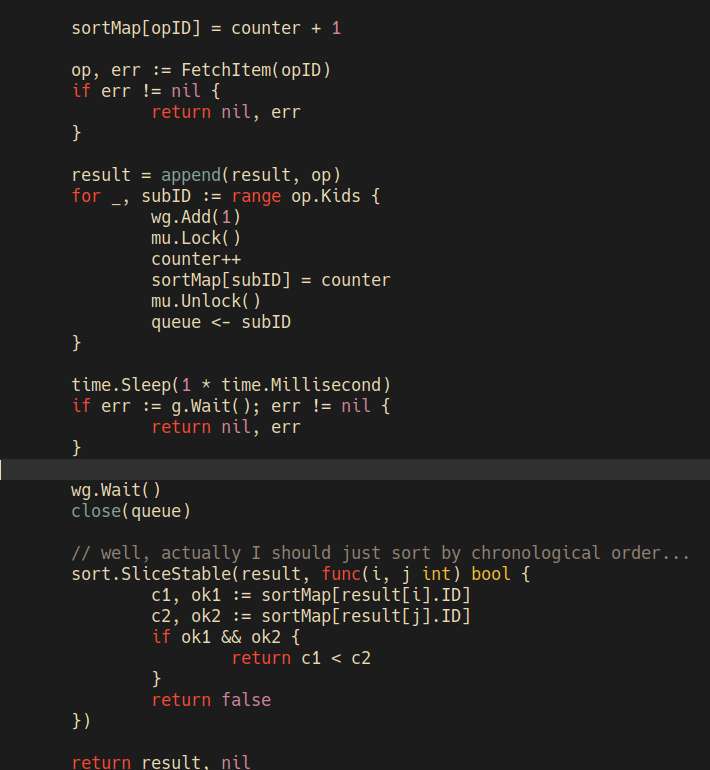 sortMap[opID] = counter + 1
op, err := FetchItem(opID)
if err != nil {
return nil, err
}
result = append(result, op)
for _, subID := range op.Kids {
wg.Add(1)
mu.Lock()
counter++
sortMap[subID] = counter
mu.Unlock()
queue <- subID
}
time.Sleep(1 * time.Millisecond)
if err := g.Wait(); err != nil {
return nil, err
}
wg.Wait()
close(queue)
// well, actually I should just sort by chronological order...
sort.SliceStable(result, func(i, j int) bool {
c1, ok1 := sortMap[result[i].ID]
c2, ok2 := sortMap[result[j].ID]
if ok1 && ok2 {
return c1 < c2
}
return false
})
return result, nil